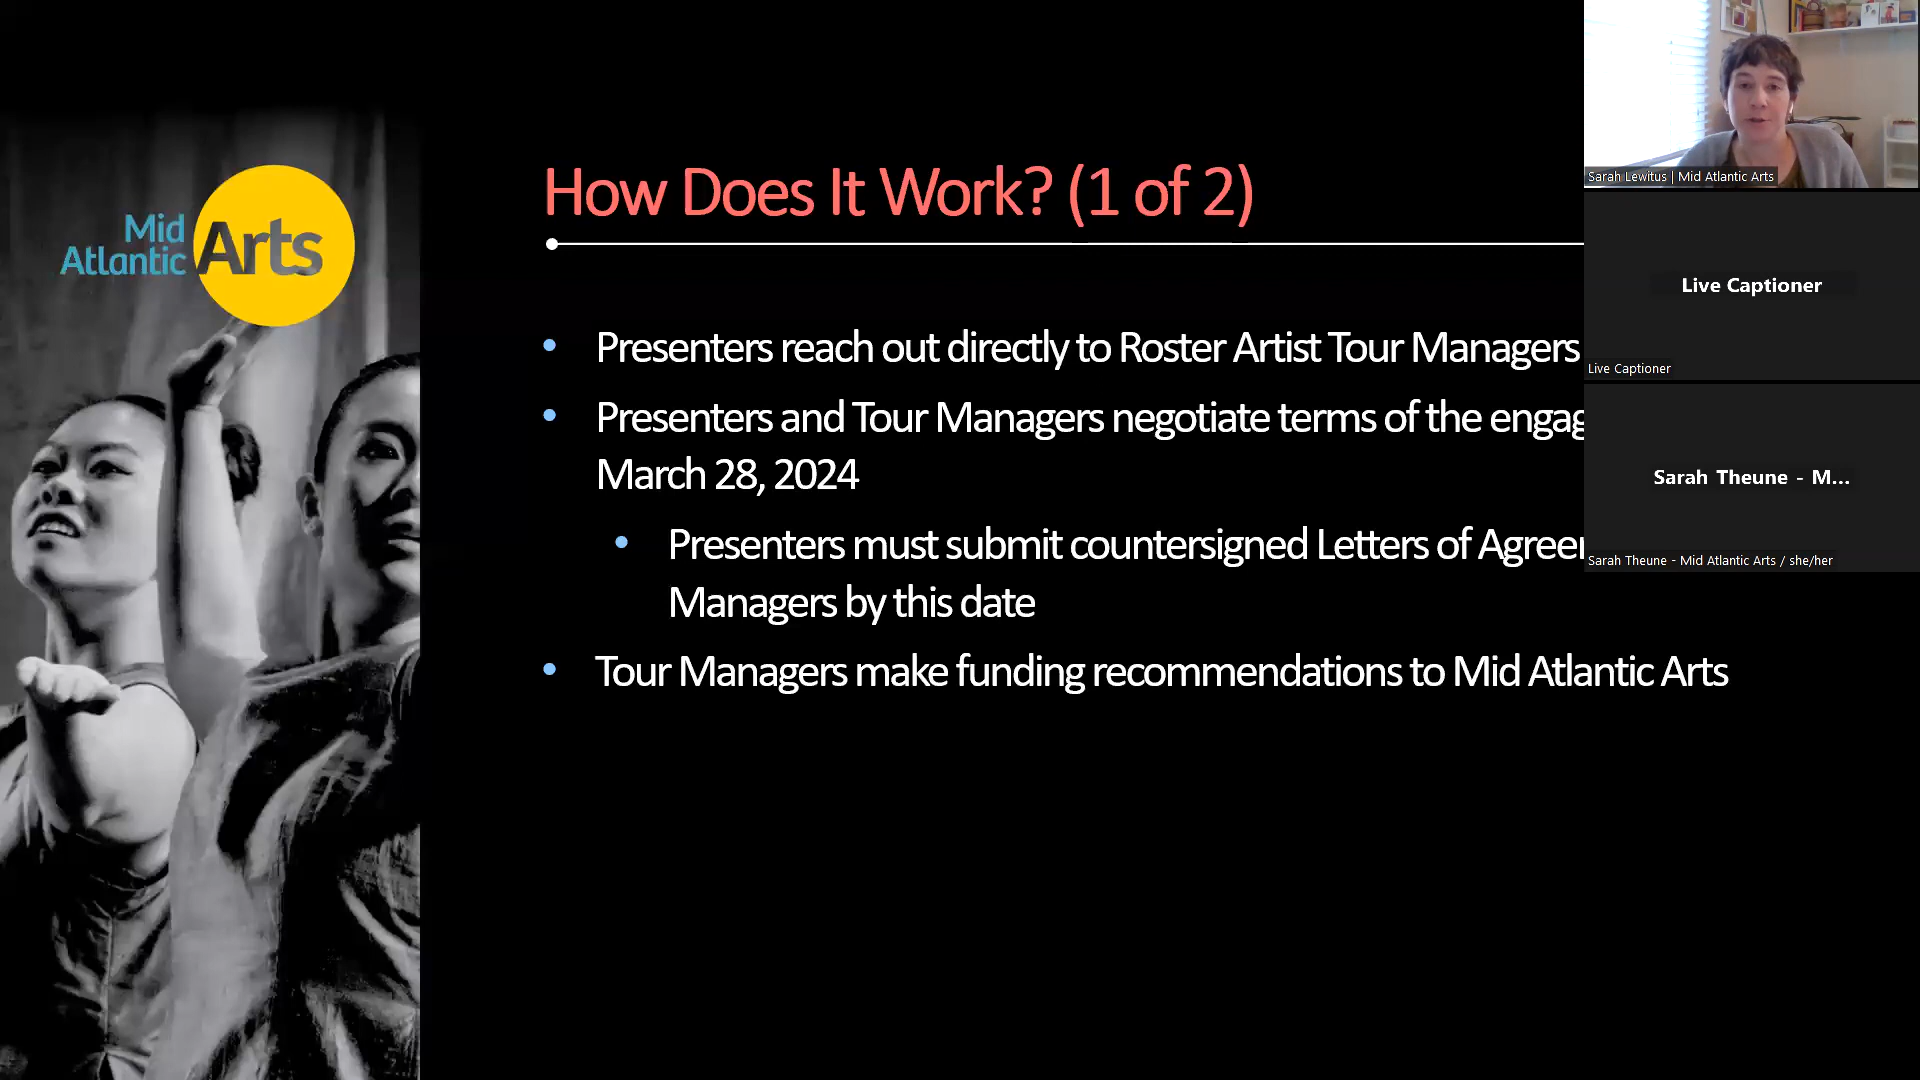 Mid
Atlantic Arts
How Does It Work? (1 of 2)
• Presenters reach out directly to Roster Artist Tour Managers
• Presenters and Tour Managers negotiate terms of the
March 28, 2024
• Presenters must submit countersigned Letters of
Managers by this date
• Tour Managers make funding recommendations to Mid Atlantic Arts
Sarah Lewitus | Mid Atlantic Arts
Live Captioner
Live Captioner
Sarah Theune - M...
Sarah Theune - Mid Atlantic Arts / she/her